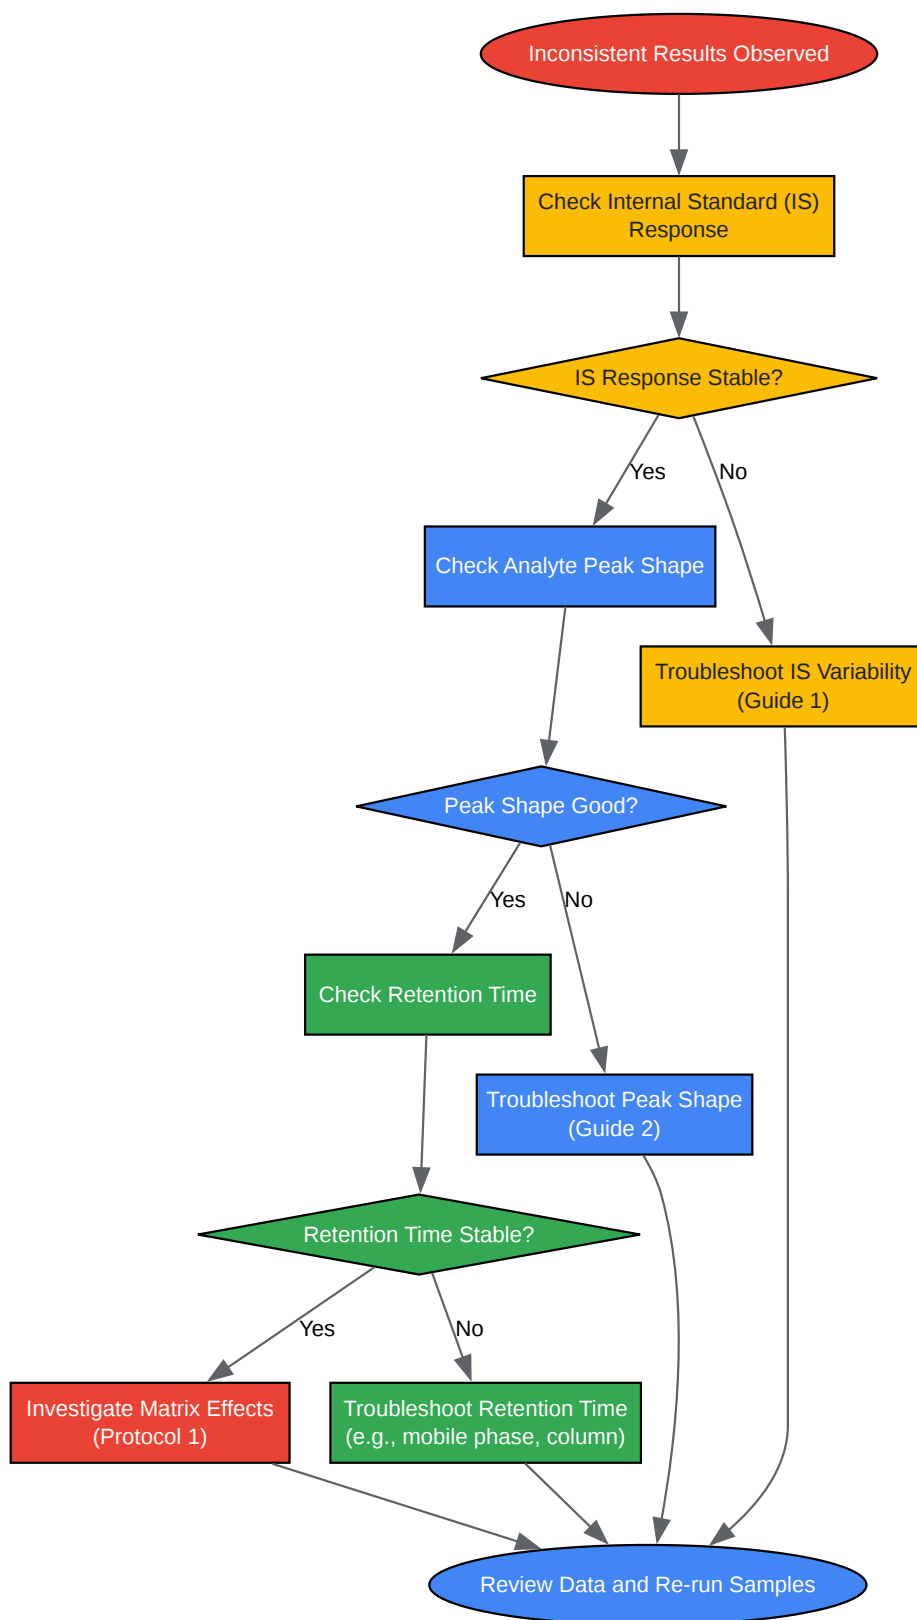 Inconsistent Results Observed
Check Internal Standard (IS)
Response
IS Response Stable?
Yes
No
Check Analyte Peak Shape
Troubleshoot IS Variability
(Guide 1)
Peak Shape Good?
Yes
No
Check Retention Time
Troubleshoot Peak Shape
(Guide 2)
Retention Time Stable?
Yes
No
Investigate Matrix Effects
(Protocol 1)
Troubleshoot Retention Time
(e.g., mobile phase, column)
Review Data and Re-run Samples